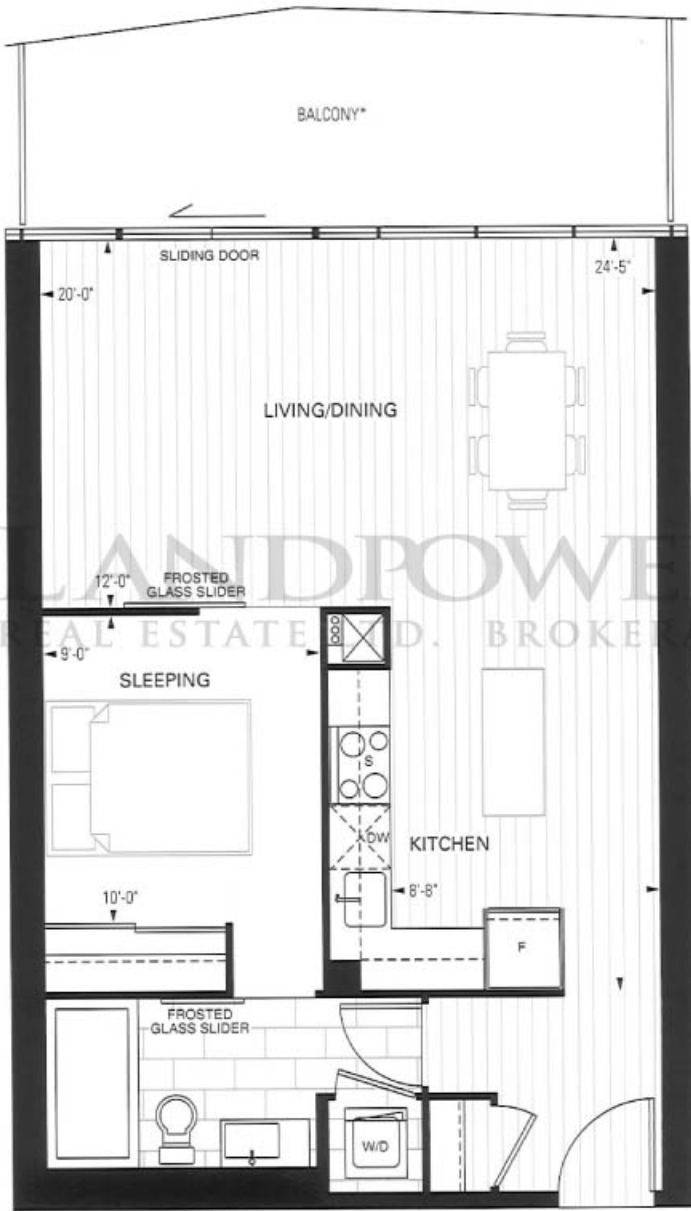 BALCONY*
SLIDING DOOR
20'-0"
24'-5"
LIVING/DINING
LANDPOWE
REAL ESTATE LTD. BROKER
12'-0"
FROSTED
GLASS SLIDER
9'-0"
SLEEPING
S
DW
KITCHEN
8'-8"
10'-0"
F
FROSTED
GLASS SLIDER
W/D